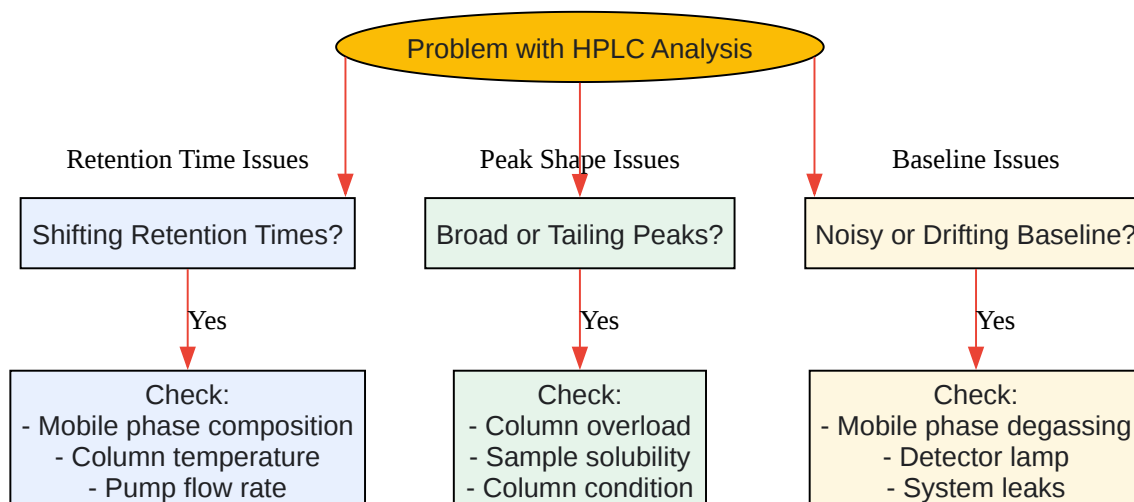 Problem with HPLC Analysis
Retention Time Issues
Peak Shape Issues
Baseline Issues
Shifting Retention Times?
Broad or Tailing Peaks?
Noisy or Drifting Baseline?
Yes
Yes
Yes
Check:
- Mobile phase composition
- Column temperature
- Pump flow rate
Check:
- Column overload
- Sample solubility
- Column condition
Check:
- Mobile phase degassing
- Detector lamp
- System leaks